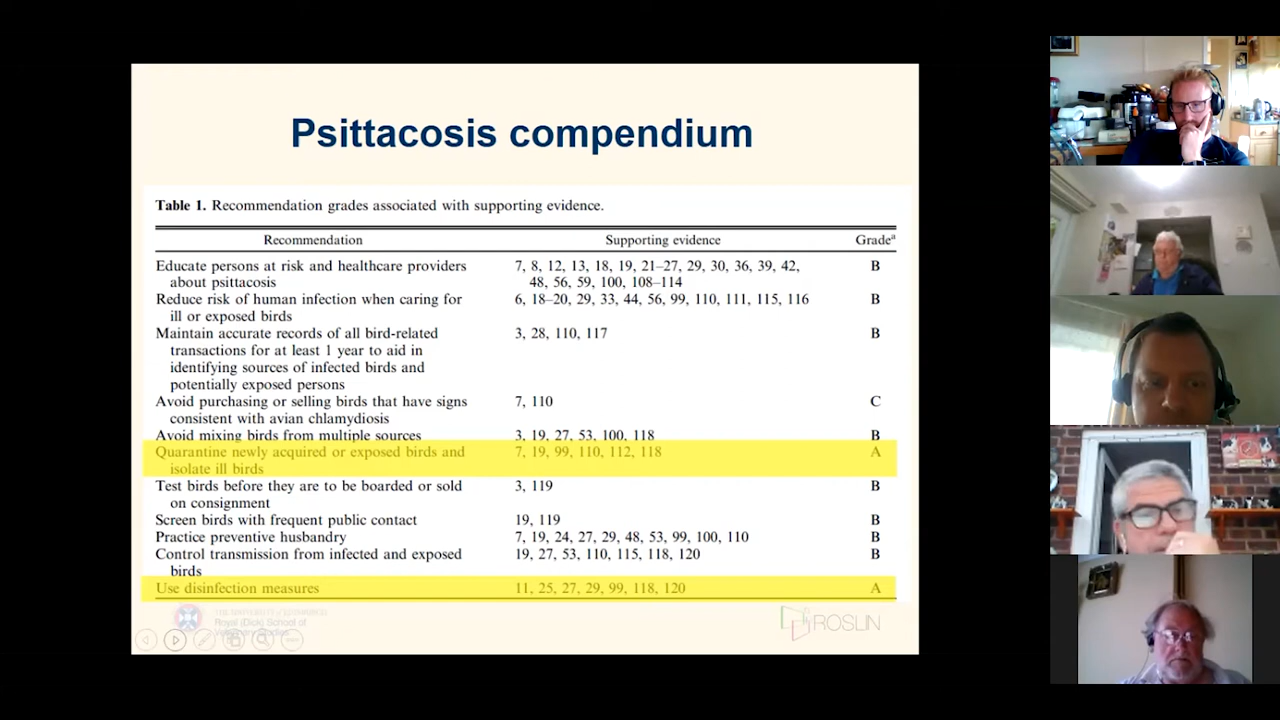 Psittacosis compendium
Table 1. Recommendation grades associated with supporting evidence.
Recommendation Supporting evidence Gradeᵃ
Educate persons at risk and healthcare providers 7, 8, 12, 13, 18, 19, 21–27, 29, 30, 36, 39, 42, B
about psittacosis 48, 56, 59, 100, 108–114
Reduce risk of human infection when caring for 6, 18–20, 29, 33, 44, 56, 99, 110, 111, 115, 116 B
ill or exposed birds
Maintain accurate records of all bird-related 3, 28, 110, 117 B
transactions for at least 1 year to aid in
identifying sources of infected birds and
potentially exposed persons
Avoid purchasing or selling birds that have signs 7, 110 C
consistent with avian chlamydiosis
Avoid mixing birds from multiple sources 3, 19, 27, 53, 100, 118 B
Quarantine newly acquired or exposed birds and 7, 19, 99, 110, 112, 118 A
isolate ill birds
Test birds before they are to be boarded or sold 3, 119 B
on consignment
Screen birds with frequent public contact 19, 119 B
Practice preventive husbandry 7, 19, 24, 27, 29, 48, 53, 99, 100, 110 B
Control transmission from infected and exposed 19, 27, 53, 110, 115, 118, 120 B
birds
Use disinfection measures 11, 25, 27, 29, 99, 118, 120 A
Royal (Dick) School of
ROSLIN